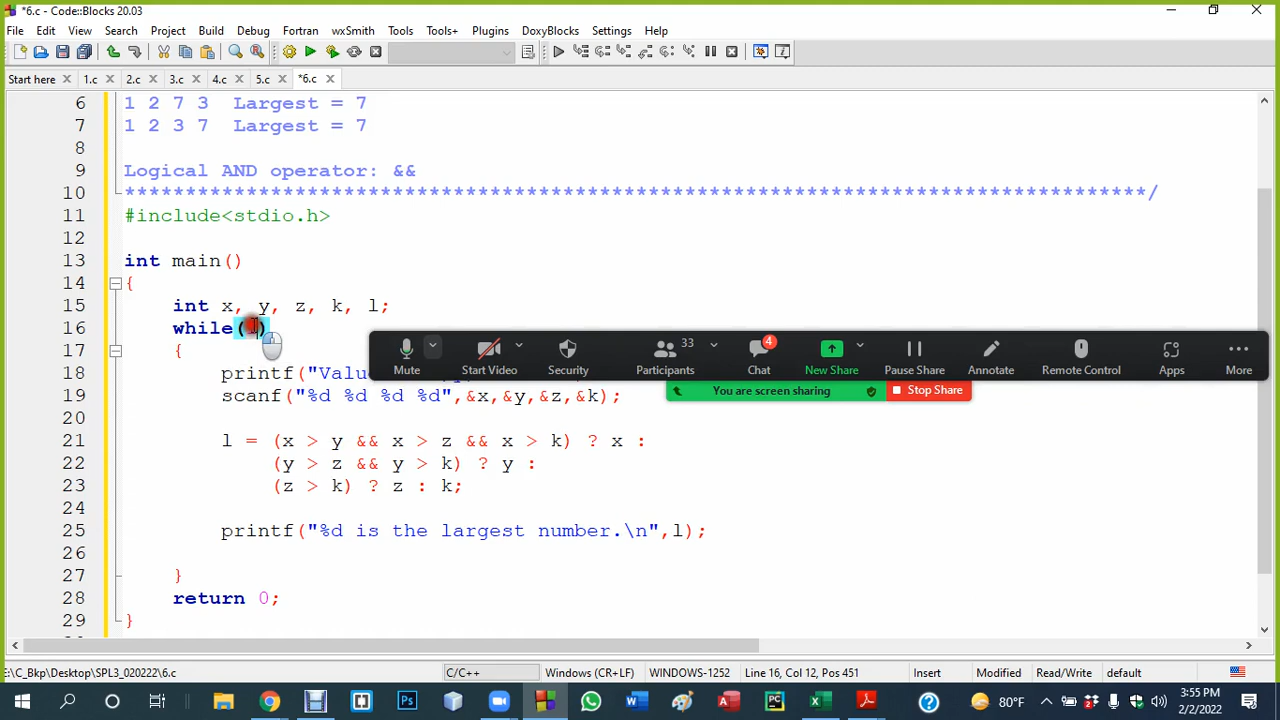 *6.c - Code::Blocks 20.03
File Edit View Search Project Build Debug Fortran wxSmith Tools Tools+ Plugins DoxyBlocks Settings Help
Start here 1.c 2.c 3.c 4.c 5.c *6.c
6 1 2 7 3 Largest = 7
7 1 2 3 7 Largest = 7
8
9 Logical AND operator: &&
10 ************************************************************************************/
11 #include<stdio.h>
12
13 int main()
14 {
15 int x, y, z, k, l;
16 while( )
17 {
18 printf("Valu
19 scanf("%d %d %d %d",&x,&y,&z,&k);
20
21 l = (x > y && x > z && x > k) ? x :
22 (y > z && y > k) ? y :
23 (z > k) ? z : k;
24
25 printf("%d is the largest number.\n",l);
26
27 }
28 return 0;
29 }
Mute Start Video Security Participants 33 Chat 4 New Share Pause Share Annotate Remote Control Apps More
You are screen sharing Stop Share
E:\C_Bkp\Desktop\SPL3_020222\6.c C/C++ Windows (CR+LF) WINDOWS-1252 Line 16, Col 12, Pos 451 Insert Modified Read/Write default
80°F 3:55 PM
2/2/2022